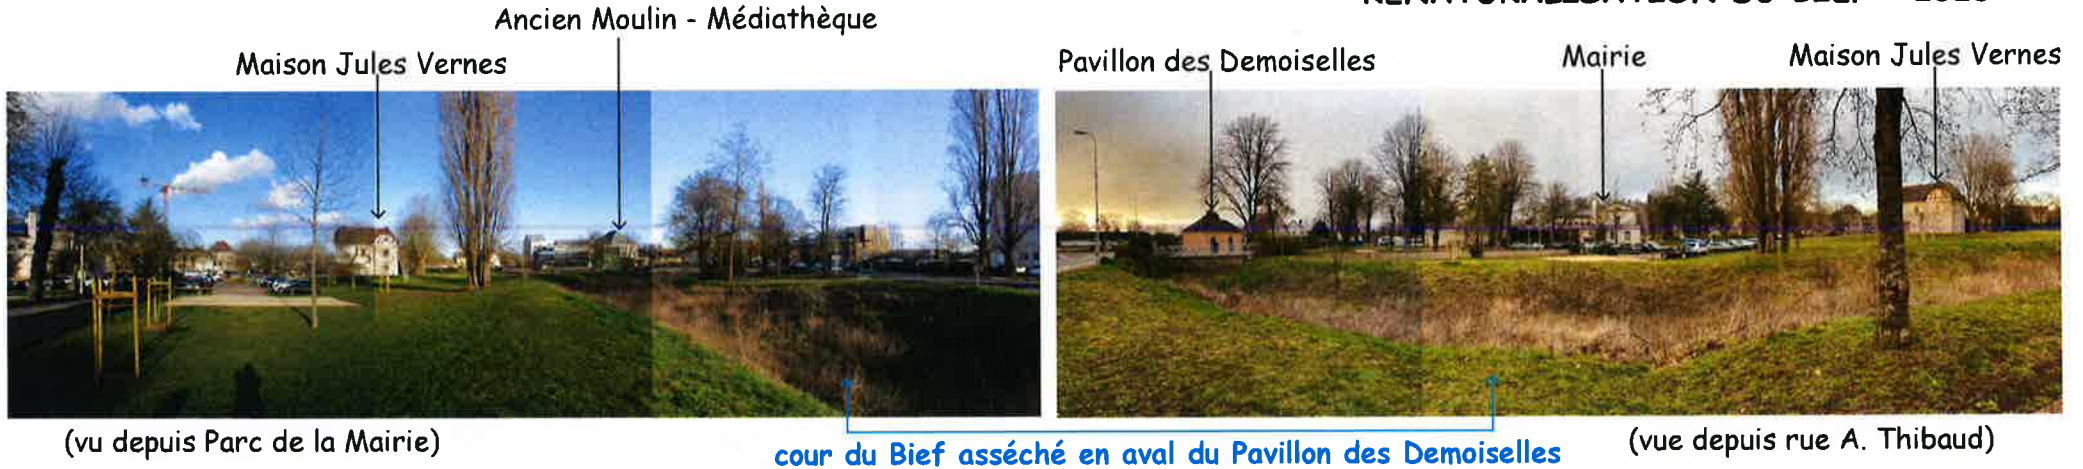 Ancien Moulin - Médiathèque
Maison Jules Vernes
Pavillon des Demoiselles
Mairie
Maison Jules Vernes
(vu depuis Parc de la Mairie)
cour du Bief asséché en aval du Pavillon des Demoiselles
(vue depuis rue A. Thibaud)